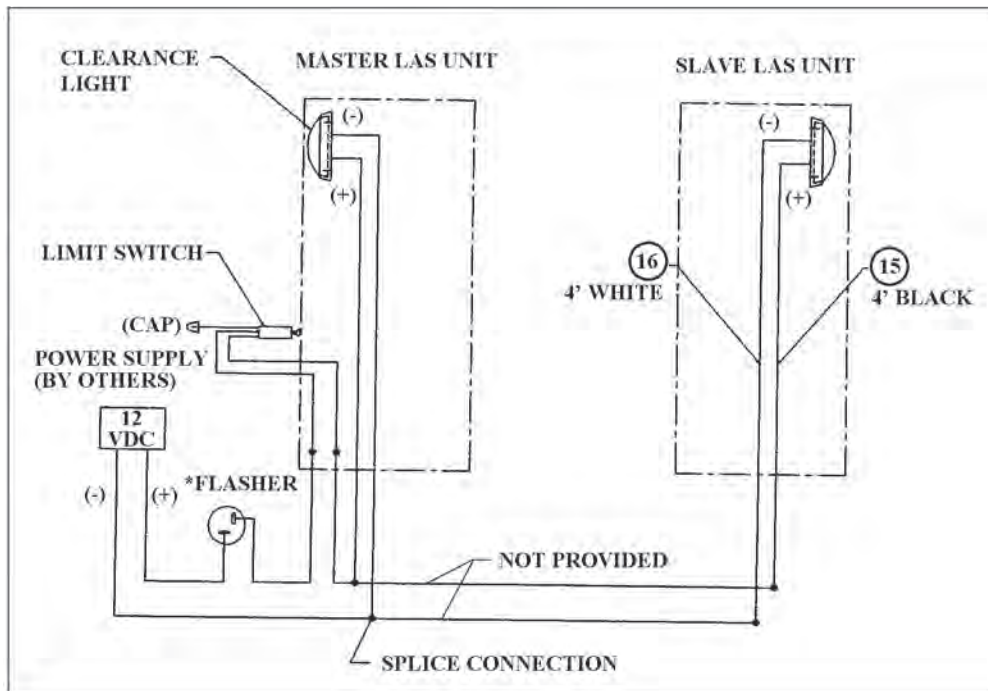 CLEARANCE
LIGHT
MASTER LAS UNIT
SLAVE LAS UNIT
(-)
(+)
(-)
(+)
LIMIT SWITCH
(CAP)
POWER SUPPLY
(BY OTHERS)
16
4' WHITE
15
4' BLACK
12
VDC
(-)
(+)
*FLASHER
NOT PROVIDED
SPLICE CONNECTION